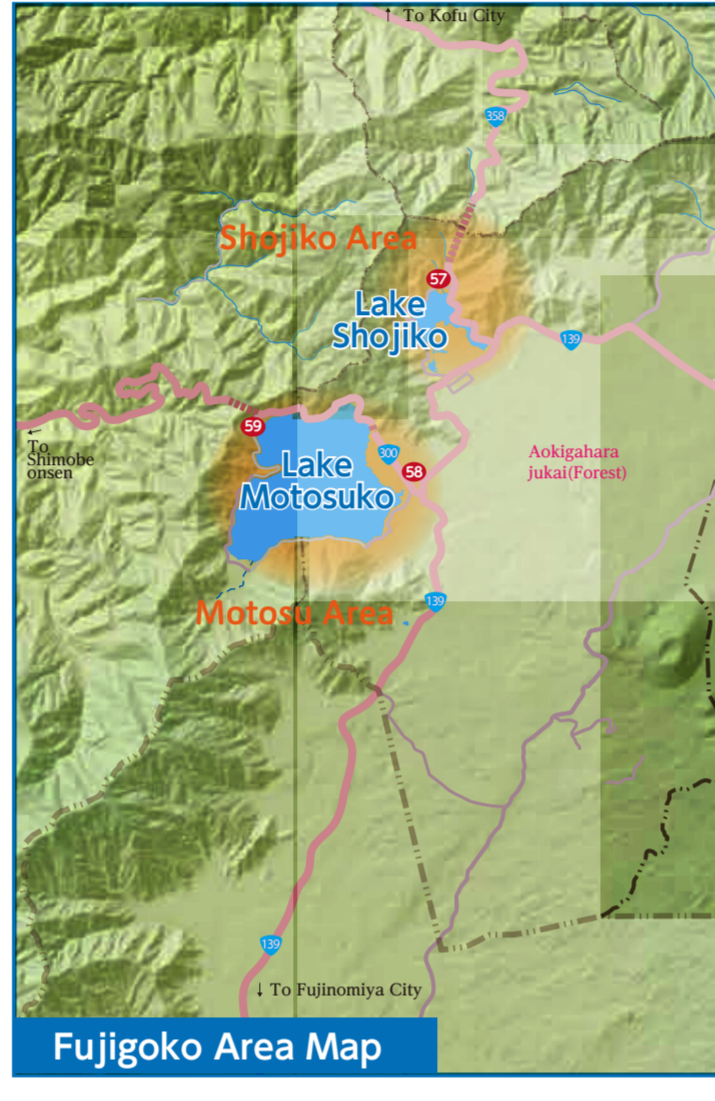 ↑ To Kofu City
358
Shojiko Area
57
Lake
Shojiko
139
59
To
Shimobe
onsen
←
300
58
Lake
Motosuko
Aokigahara
jukai(Forest)
139
Motosu Area
139
↓ To Fujinomiya City
Fujigoko Area Map